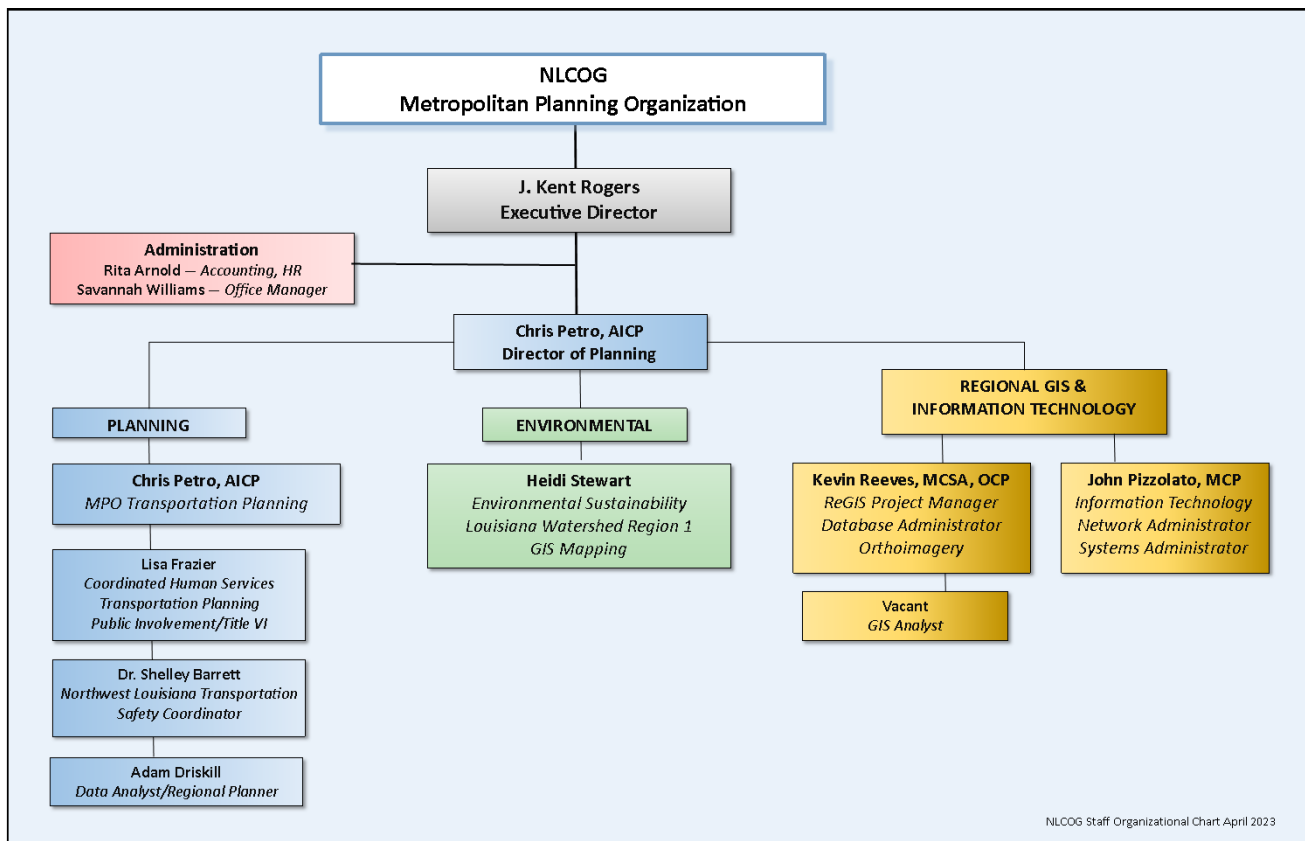 NLCOG
Metropolitan Planning Organization
J. Kent Rogers
Executive Director
Administration
Rita Arnold — Accounting, HR
Savannah Williams — Office Manager
Chris Petro, AICP
Director of Planning
PLANNING
Chris Petro, AICP
MPO Transportation Planning
Lisa Frazier
Coordinated Human Services
Transportation Planning
Public Involvement/Title VI
Dr. Shelley Barrett
Northwest Louisiana Transportation
Safety Coordinator
Adam Driskill
Data Analyst/Regional Planner
ENVIRONMENTAL
Heidi Stewart
Environmental Sustainability
Louisiana Watershed Region 1
GIS Mapping
REGIONAL GIS &
INFORMATION TECHNOLOGY
Kevin Reeves, MCSA, OCP
ReGIS Project Manager
Database Administrator
Orthoimagery
Vacant
GIS Analyst
John Pizzolato, MCP
Information Technology
Network Administrator
Systems Administrator
NLCOG Staff Organizational Chart April 2023